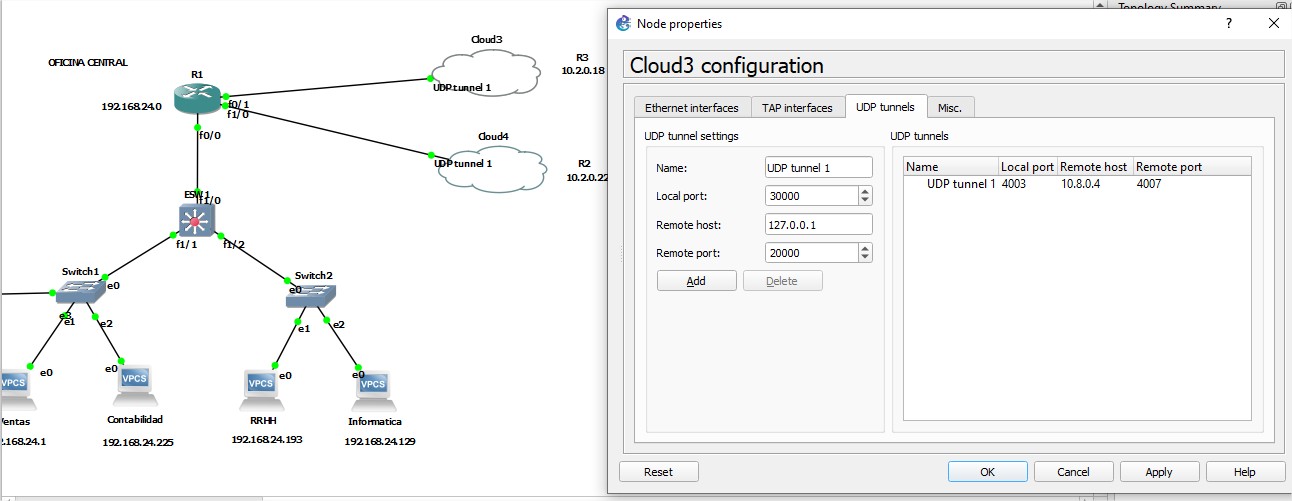 Topology Summary
OFICINA CENTRAL
R1
192.168.24.0
f0/1
f1/0
f0/0
Cloud3
UDP tunnel 1
R3
10.2.0.18
Cloud4
UDP tunnel 1
R2
10.2.0.22
ESW1
f1/0
f1/1
f1/2
Switch1
e0
e3
e1
e2
Switch2
e0
e1
e2
e0
VPCS
Ventas
.168.24.1
e0
VPCS
Contabilidad
192.168.24.225
e0
VPCS
RRHH
192.168.24.193
e0
VPCS
Informatica
192.168.24.129
Node properties
?
Cloud3 configuration
Ethernet interfaces
TAP interfaces
UDP tunnels
Misc.
UDP tunnel settings
Name:
UDP tunnel 1
Local port:
30000
Remote host:
127.0.0.1
Remote port:
20000
Add
Delete
UDP tunnels
Name Local port Remote host Remote port
UDP tunnel 1 4003 10.8.0.4 4007
Reset
OK
Cancel
Apply
Help